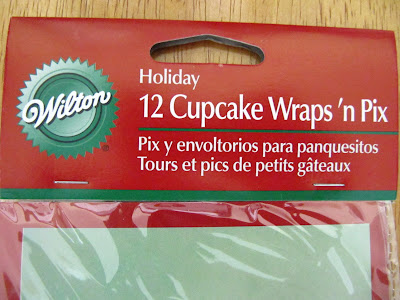 Wilton
Holiday
12 Cupcake Wraps 'n Pix
Pix y envoltorios para panquesitos
Tours et pics de petits gâteaux